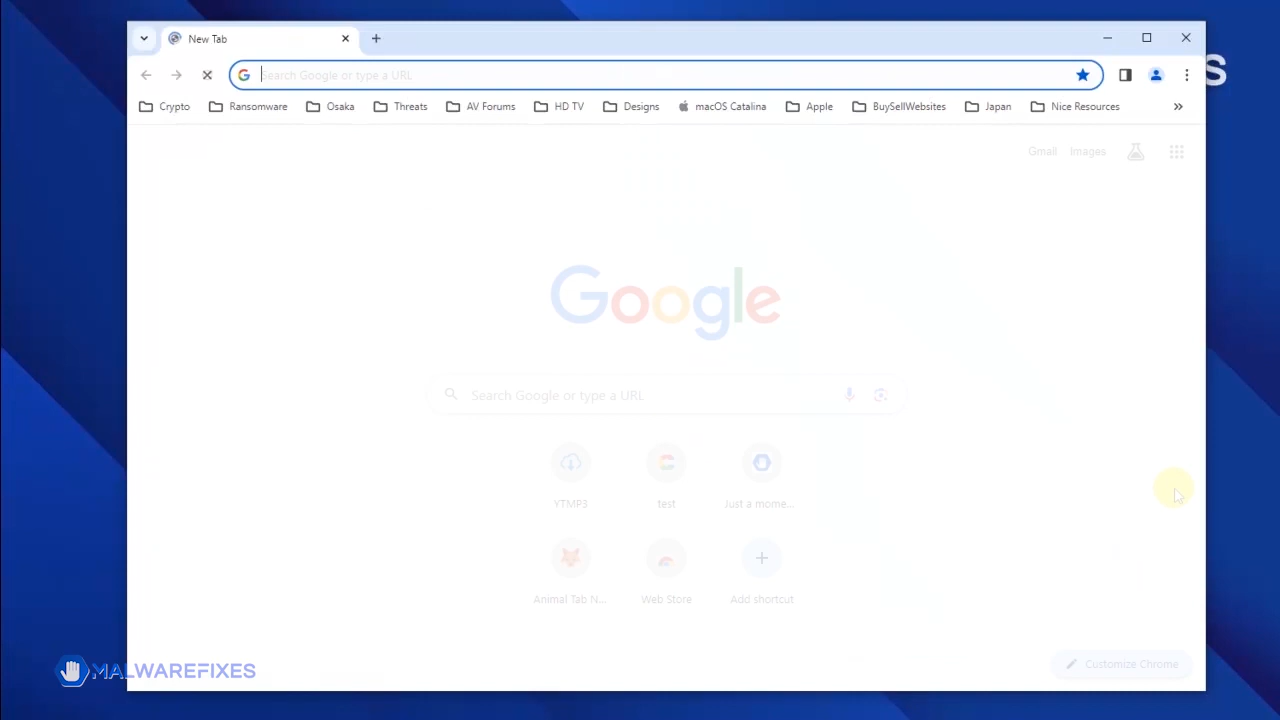 New Tab
S
Search Google or type a URL
Crypto Ransomware Osaka Threats AV Forums HD TV Designs macOS Catalina Apple BuySellWebsites Japan Nice Resources »
Gmail Images
Google
Search Google or type a URL
YTMP3 test Just a mome...
Animal Tab N... Web Store Add shortcut
Customize Chrome
MALWAREFIXES